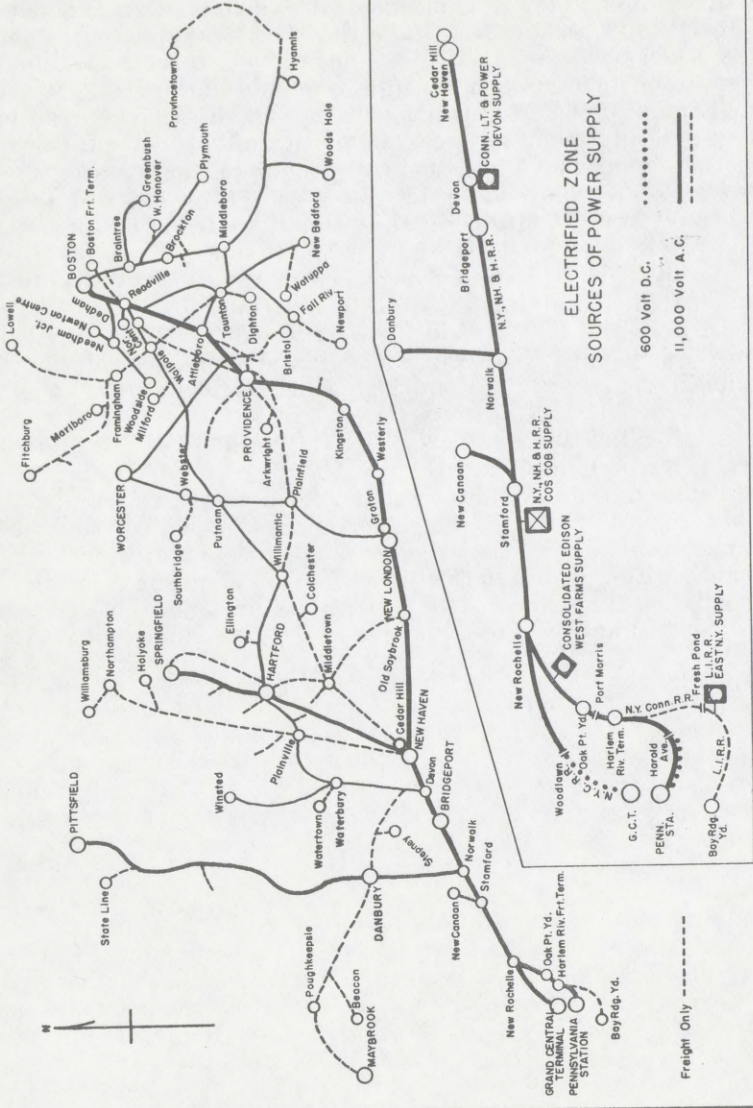 N
PITTSFIELD
State Line
Poughkeepsie
Beacon
MAYBROOK
DANBURY
Stepney
New Canaan
Norwalk
Stamford
New Rochelle
Oak Pt. Yd.
Harlem Riv. Frt. Term.
GRAND CENTRAL
TERMINAL
PENNSYLVANIA
STATION
Bay Rdg. Yd.
Freight Only
Williamsburg
Northampton
Holyoke
SPRINGFIELD
Winsted
Plainville
Watertown
Waterbury
Ellington
HARTFORD
Middletown
Colchester
Willimantic
Cedar Hill
NEW HAVEN
Devon
BRIDGEPORT
Old Saybrook
NEW LONDON
Groton
Westerly
Kingston
Fitchburg
Lowell
Marlboro
Framingham
Woodside
Milford
WORCESTER
Webster
Southbridge
Putnam
Plainfield
Arkwright
PROVIDENCE
Newton Centre
Needham Jct.
Dedham
Nor. Cent.
Walpole
Attleboro
BOSTON
Boston Frt. Term.
Readville
Braintree
Greenbush
W. Hanover
Brockton
Plymouth
Middleboro
Taunton
Dighton
Bristol
Fall Riv.
Newport
Watuppa
New Bedford
Woods Hole
Hyannis
Provincetown
ELECTRIFIED ZONE
SOURCES OF POWER SUPPLY
600 Volt D.C.
11,000 Volt A.C.
Cedar Hill
New Haven
CONN. LT. & POWER
DEVON SUPPLY
Devon
Bridgeport
N.Y., NH. & H.R.R.
Danbury
Norwalk
New Canaan
Stamford
N.Y., NH. & H.R.R.
COS COB SUPPLY
New Rochelle
CONSOLIDATED EDISON
WEST FARMS SUPPLY
Woodlawn
N.Y.C.R.R.
Oak Pt. Yd.
Port Morris
Harlem
Riv. Term.
G.C.T.
N.Y. Conn. R.R.
Harold
Ave.
PENN.
STA.
Fresh Pond
L.I.R.R.
EAST N.Y. SUPPLY
L.I.R.R.
Bay Rdg.
Yd.